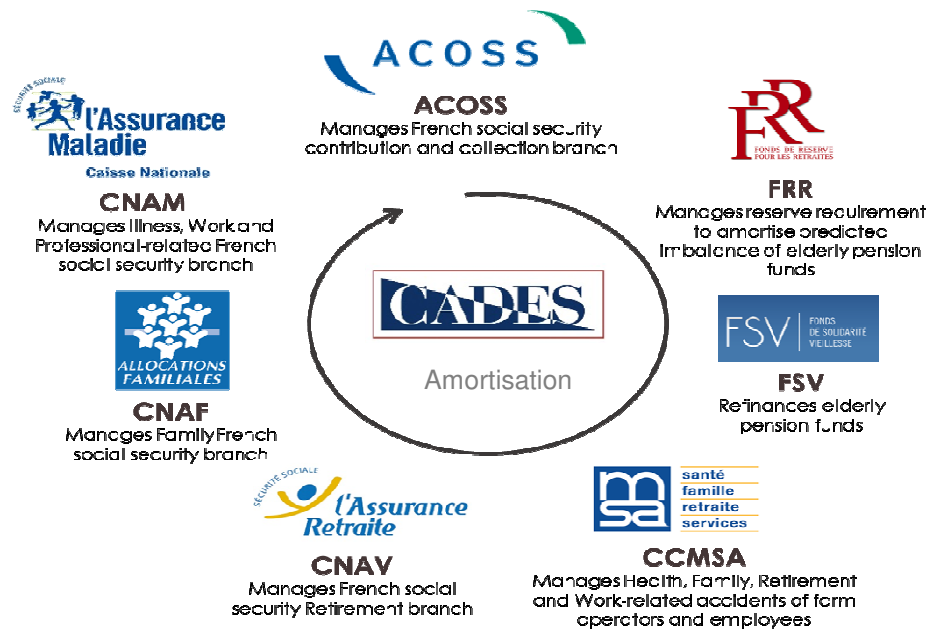 ACOSS
ACOSS
Manages French social security
contribution and collection branch
SÉCURITÉ SOCIALE
l'Assurance
Maladie
Caisse Nationale
CNAM
Manages Illness, Work and
Professional-related French
social security branch
FRR
FONDS DE RESERVE
POUR LES RETRAITES
FRR
Manages reserve requirement
to amortise predicted
Imbalance of elderly pension
funds
ALLOCATIONS
FAMILIALES
CNAF
Manages Family French
social security branch
CADES
Amortisation
FSV
FONDS
DE SOLIDARITÉ
VIEILLESSE
FSV
Refinances elderly
pension funds
SÉCURITÉ SOCIALE
l'Assurance
Retraite
CNAV
Manages French social
security Retirement branch
msa
santé
famille
retraite
services
CCMSA
Manages Health, Family, Retirement
and Work-related accidents of farm
operators and employees